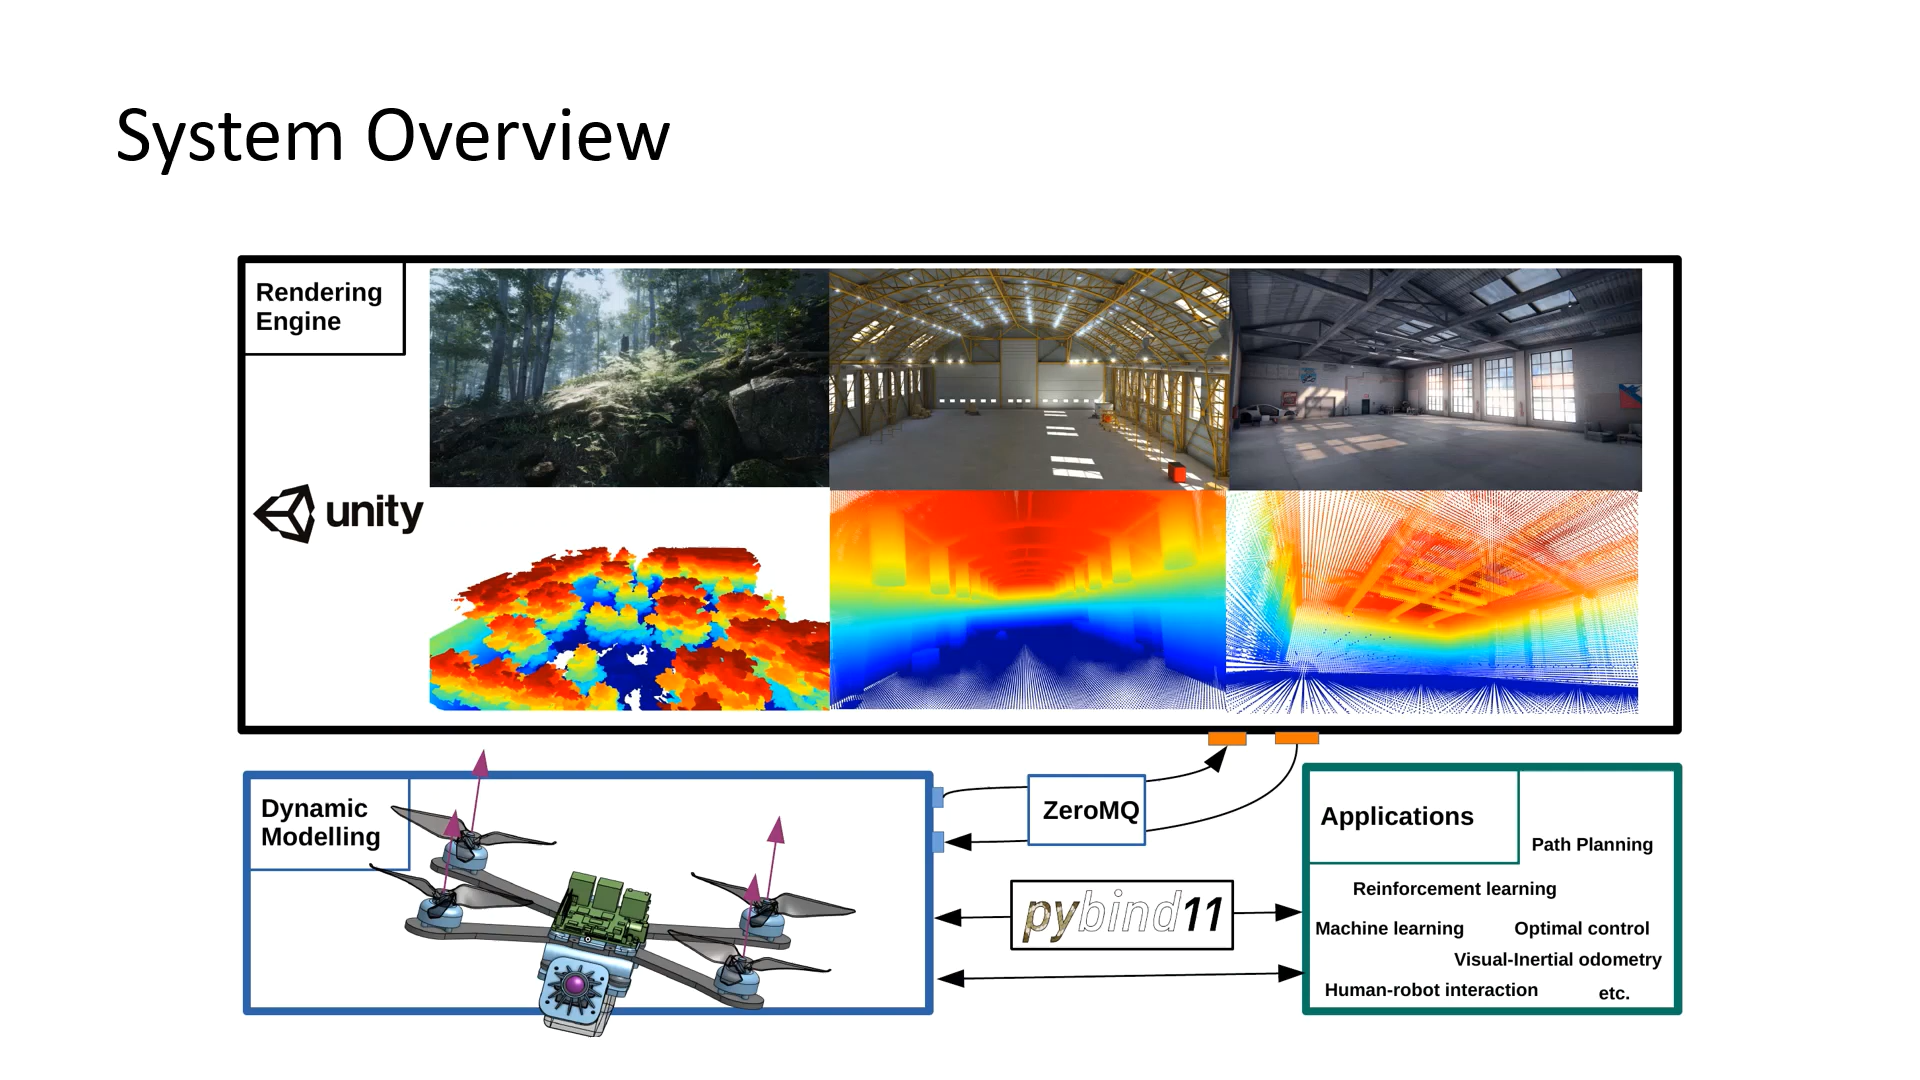 System Overview
Rendering
Engine
unity
Dynamic
Modelling
ZeroMQ
pybind11
Applications
Path Planning
Reinforcement learning
Machine learning
Optimal control
Visual-Inertial odometry
Human-robot interaction
etc.